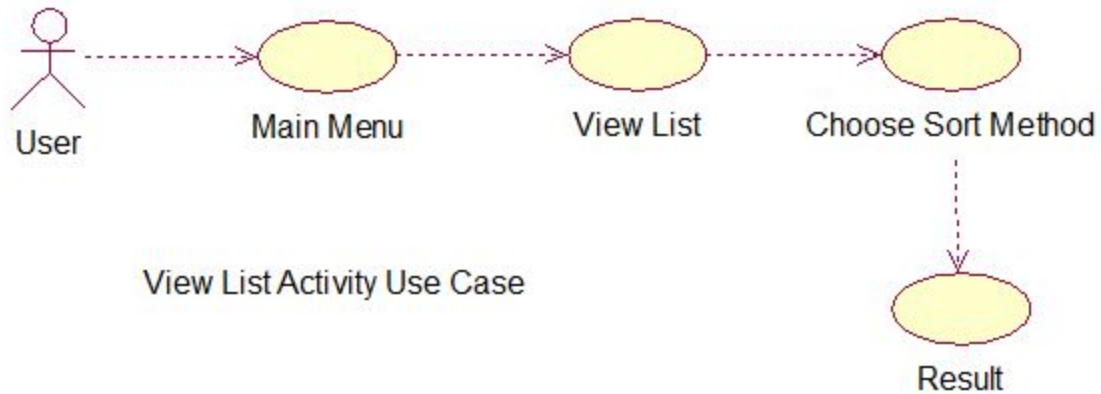 User
Main Menu
View List
Choose Sort Method
View List Activity Use Case
Result